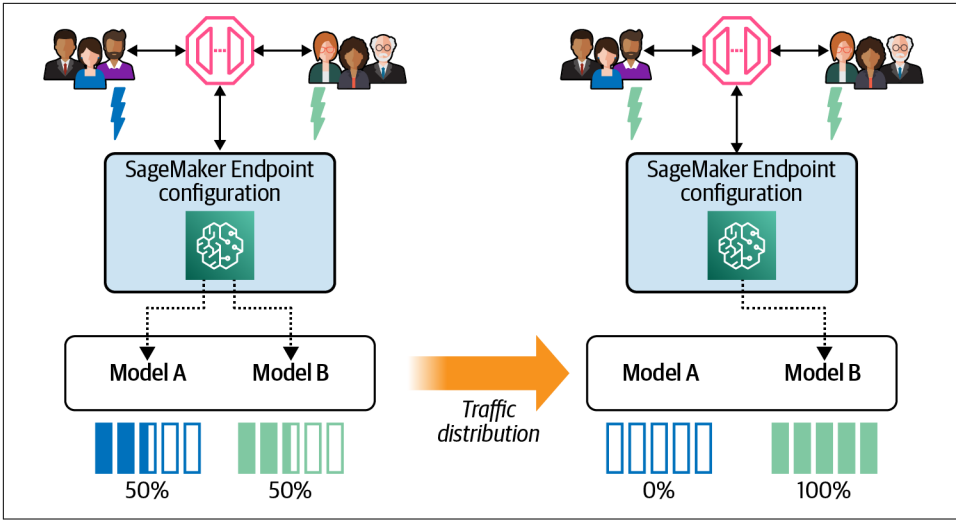 SageMaker Endpoint
configuration
Model A
Model B
50%
50%
Traffic
distribution
SageMaker Endpoint
configuration
Model A
Model B
0%
100%